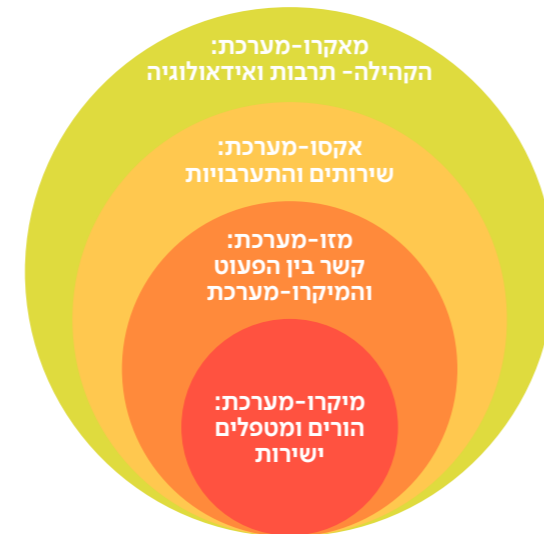 מאקרו-מערכת:
הקהילה- תרבות ואידאולוגיה
אקסו-מערכת:
שירותים והתערבויות
מזו-מערכת:
קשר בין הפעוט
והמיקרו-מערכת
מיקרו-מערכת:
הורים ומטפלים
ישירות